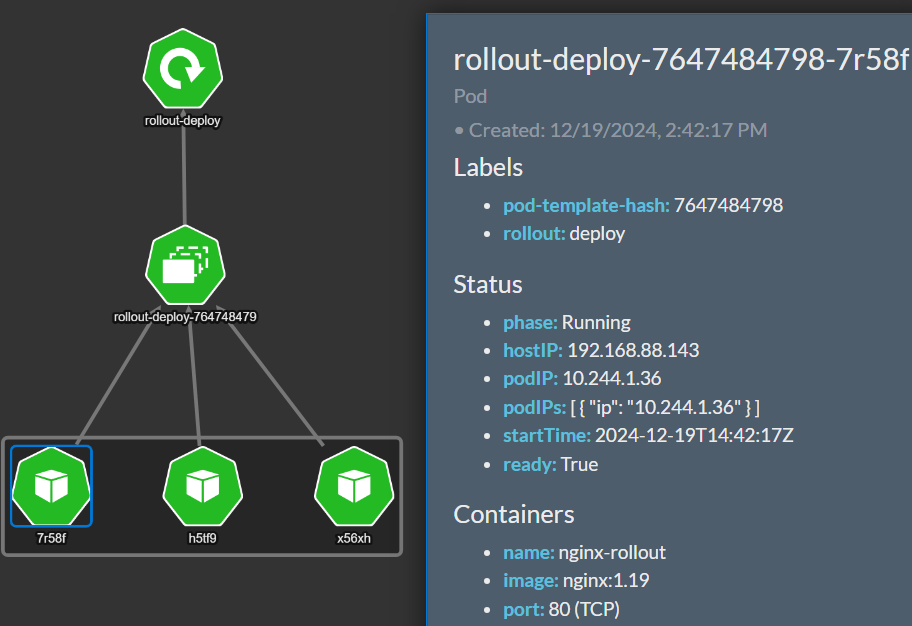 rollout-deploy
rollout-deploy-764748479
7r58f
h5tf9
x56xh
rollout-deploy-7647484798-7r58f
Pod
• Created: 12/19/2024, 2:42:17 PM
Labels
• pod-template-hash: 7647484798
• rollout: deploy
Status
• phase: Running
• hostIP: 192.168.88.143
• podIP: 10.244.1.36
• podIPs: [ { "ip": "10.244.1.36" } ]
• startTime: 2024-12-19T14:42:17Z
• ready: True
Containers
• name: nginx-rollout
• image: nginx:1.19
• port: 80 (TCP)